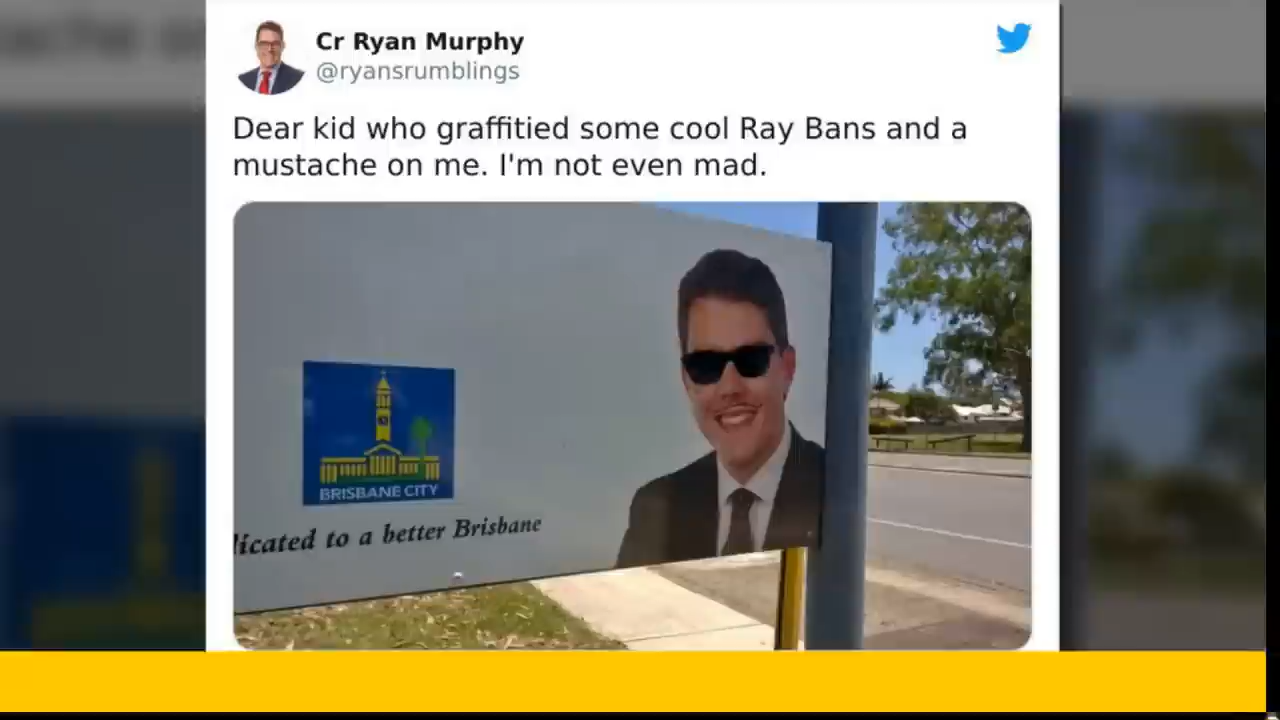 Cr Ryan Murphy
@ryansrumblings
Dear kid who graffitied some cool Ray Bans and a
mustache on me. I'm not even mad.
BRISBANE CITY
licated to a better Brisbane